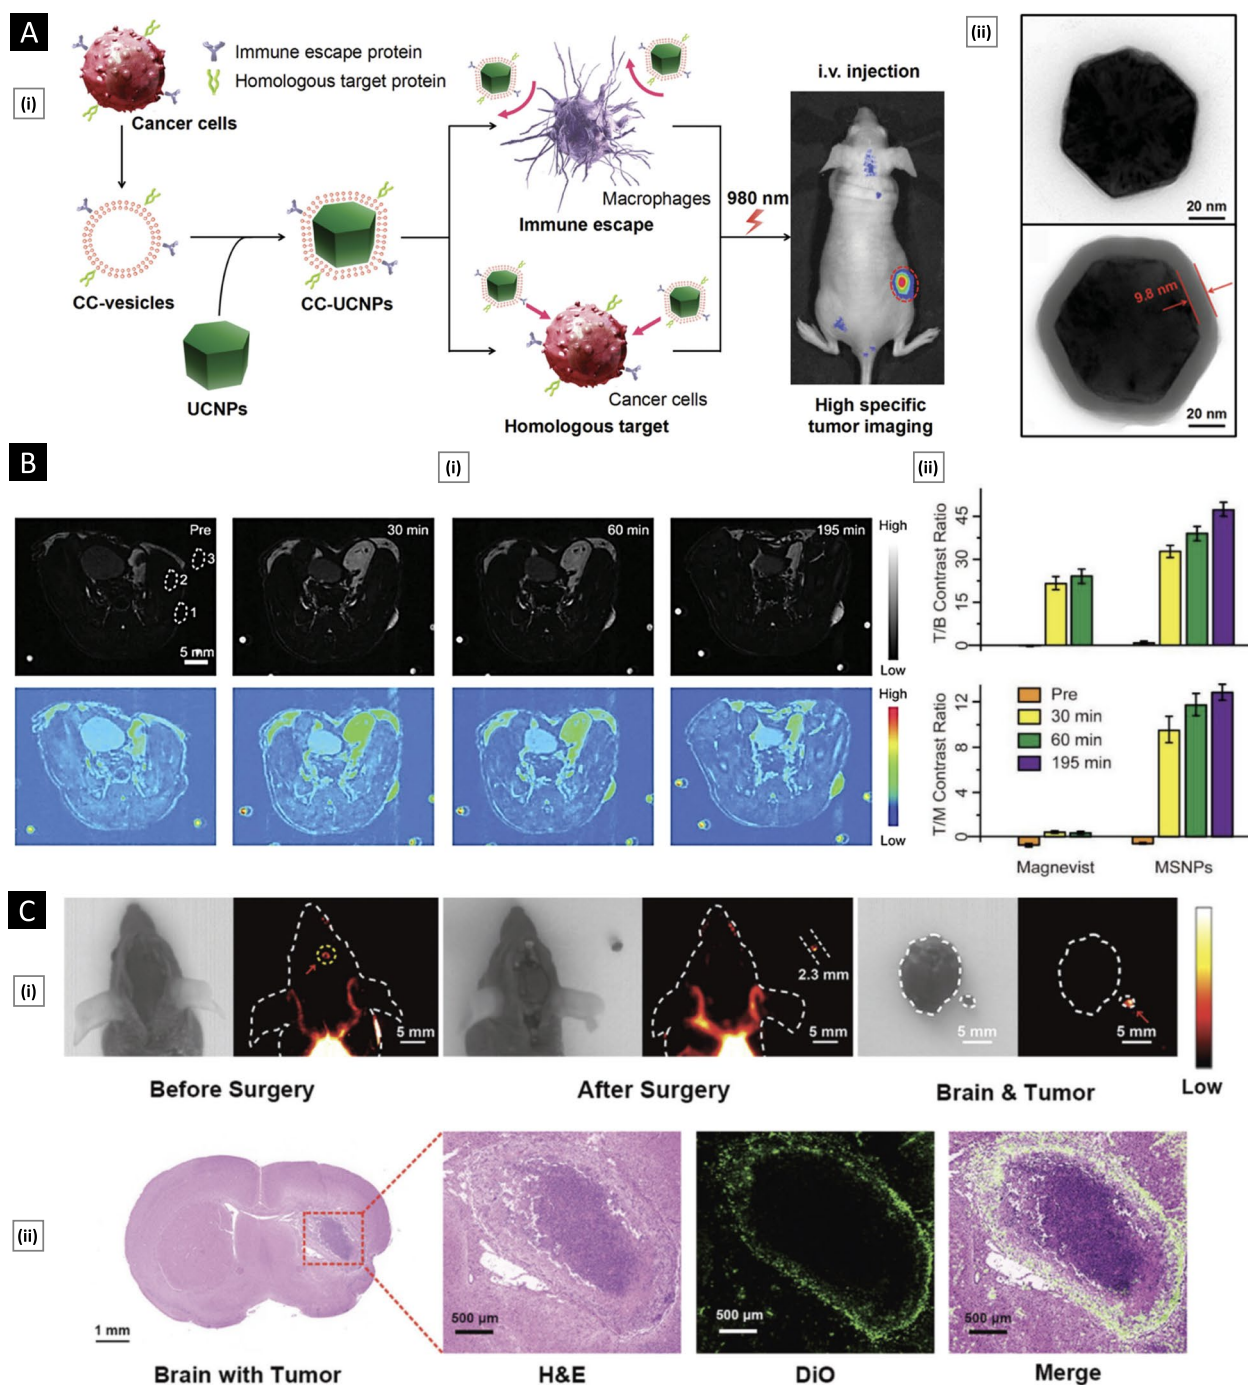 A
(i)
Immune escape protein
Homologous target protein
Cancer cells
CC-vesicles
UCNPs
CC-UCNPs
Macrophages
Immune escape
Cancer cells
Homologous target
980 nm
i.v. injection
High specific
tumor imaging
(ii)
20 nm
9.8 nm
20 nm
B
(i)
Pre
3
2
1
5 mm
30 min
60 min
195 min
High
Low
High
Low
(ii)
T/B Contrast Ratio
45
30
15
0
T/M Contrast Ratio
12
8
4
0
Pre
30 min
60 min
195 min
Magnevist
MSNPs
C
(i)
5 mm
2.3 mm
5 mm
5 mm
5 mm
Low
Before Surgery
After Surgery
Brain & Tumor
(ii)
1 mm
500 µm
500 µm
500 µm
Brain with Tumor
H&E
DiO
Merge